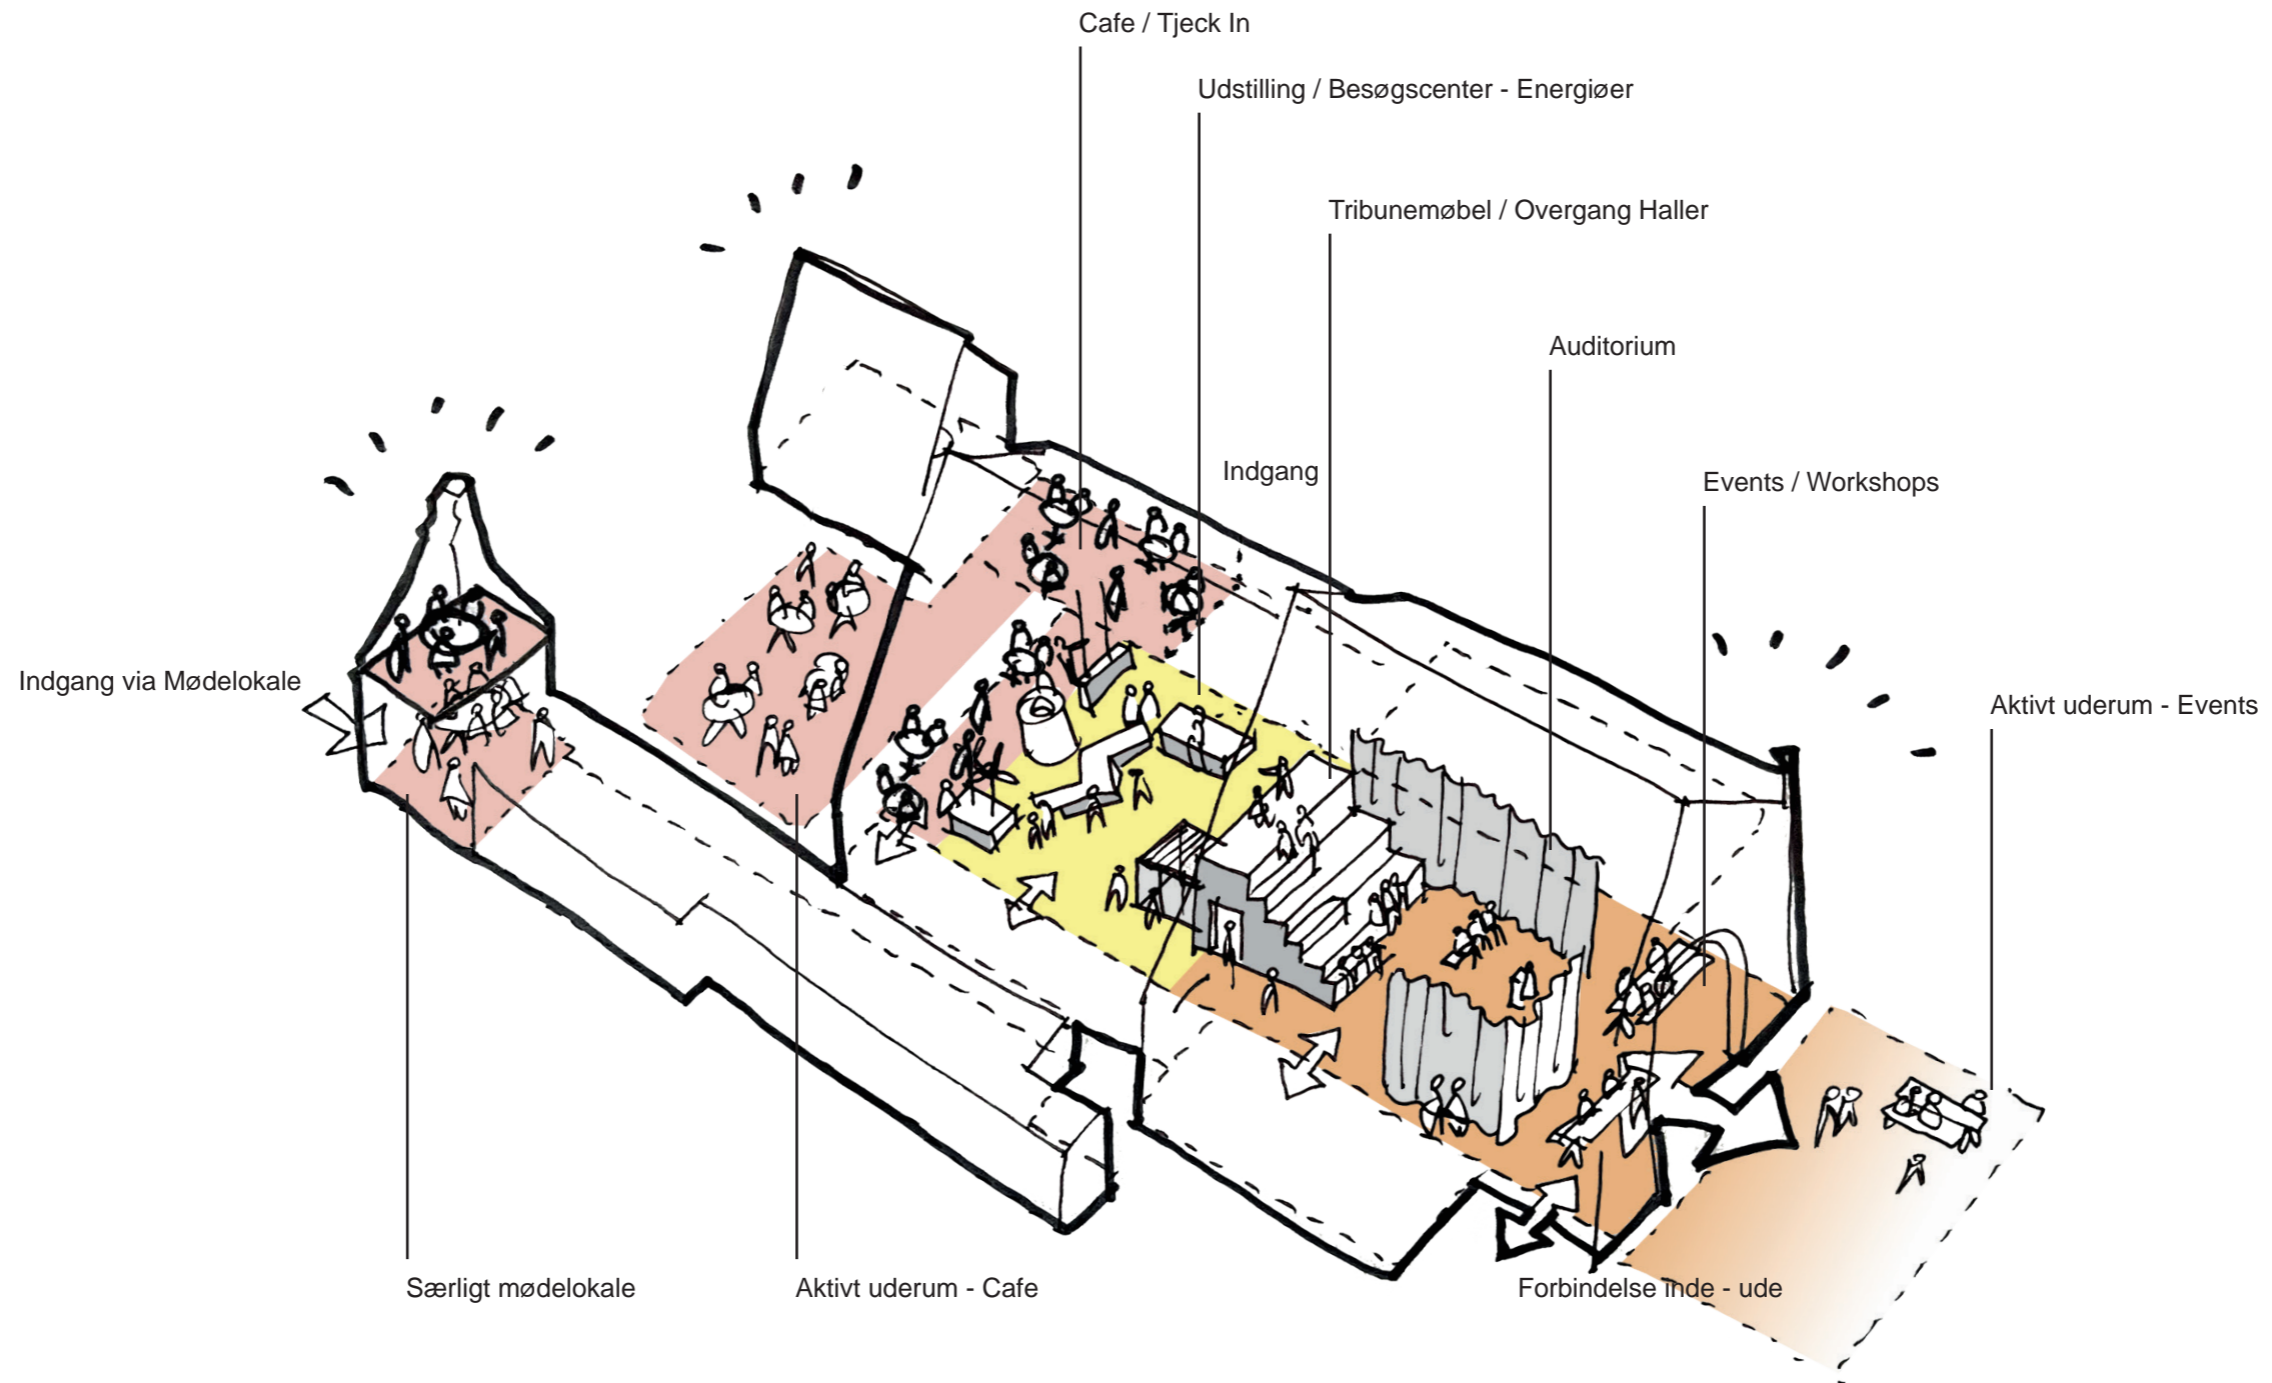 Cafe / Tjeck In
Udstilling / Besøgscenter - Energiøer
Tribunemøbel / Overgang Haller
Auditorium
Indgang
Events / Workshops
Indgang via Mødelokale
Aktivt uderum - Events
Særligt mødelokale
Aktivt uderum - Cafe
Forbindelse inde - ude